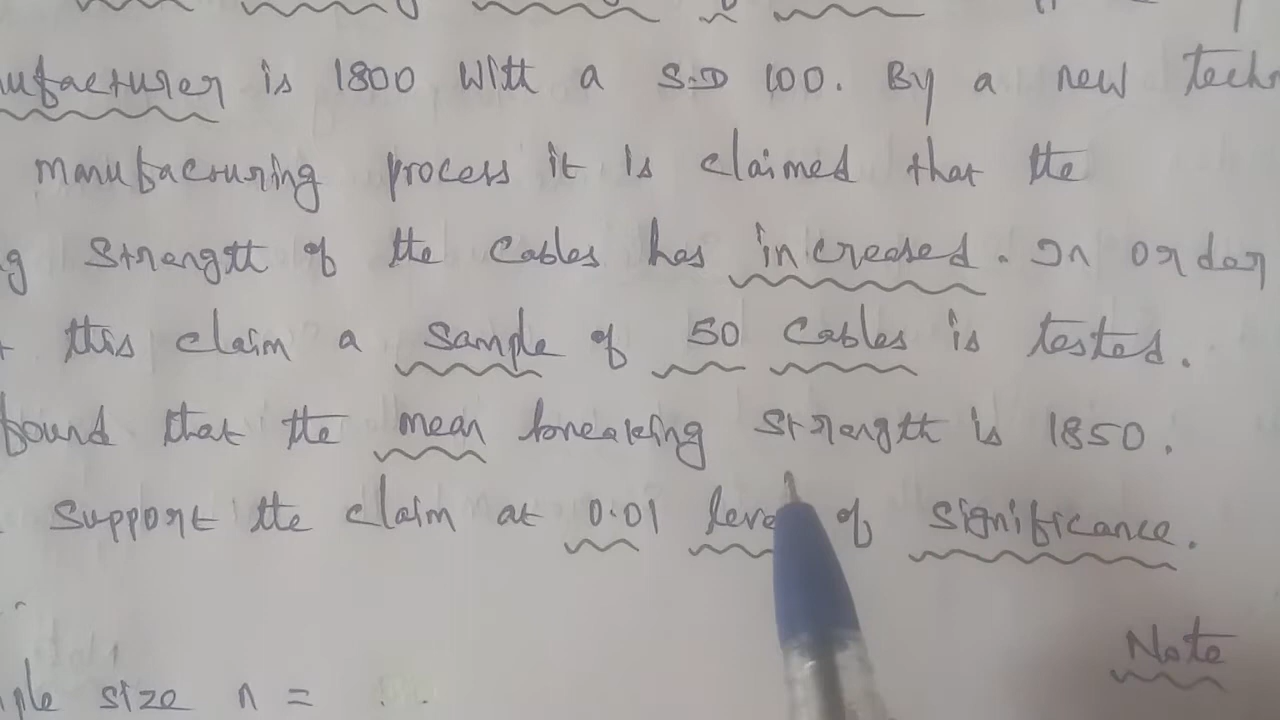 ufacturer is 1800 with a S.D 100. By a new techn
manufacturing process it is claimed that the
g strength of the cables has increased. In order
this claim a sample of 50 cables is tested.
found that the mean breaking strength is 1850.
Support the claim at 0.01 level of significance.
Note
ple size n =